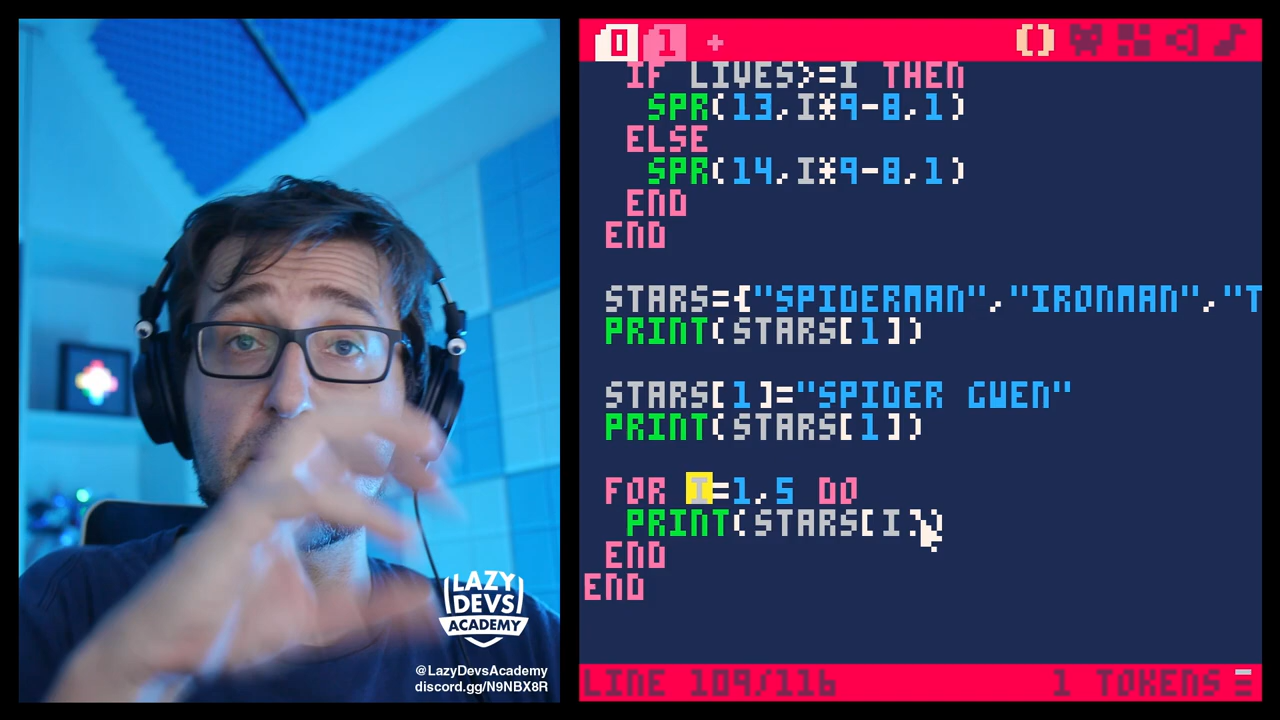 LAZY
DEVS
ACADEMY
@LazyDevsAcademy
discord.gg/N9NBX8R
0 1 +
IF LIVES>=I THEN
SPR(13,I*9-8,1)
ELSE
SPR(14,I*9-8,1)
END
END
STARS={"SPIDERMAN","IRONMAN","T
PRINT(STARS[1])
STARS[1]="SPIDER GWEN"
PRINT(STARS[1])
FOR I=1,5 DO
PRINT(STARS[I])
END
END
LINE 109/116 1 TOKENS